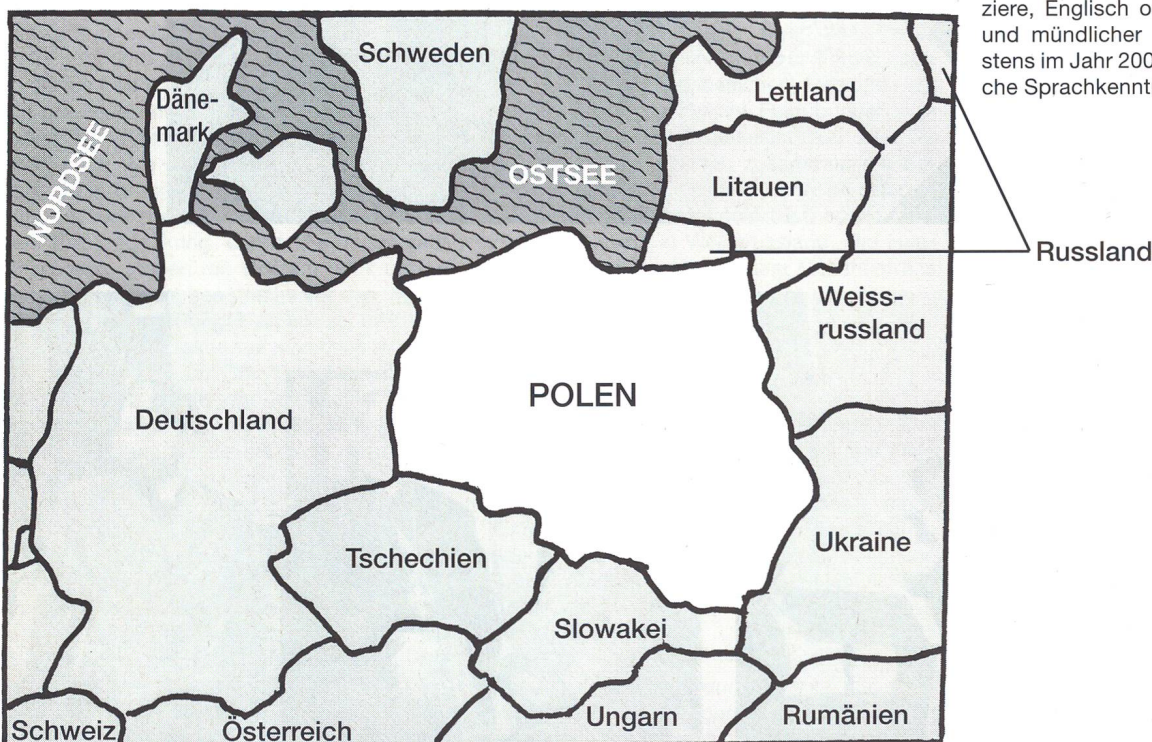 ziere, Englisch o
und mündlicher
stens im Jahr 200
che Sprachkennt
Schweden
Däne-
mark
Lettland
NORDSEE
OSTSEE
Litauen
Russland
Weiss-
russland
POLEN
Deutschland
Ukraine
Tschechien
Slowakei
Schweiz
Österreich
Ungarn
Rumänien